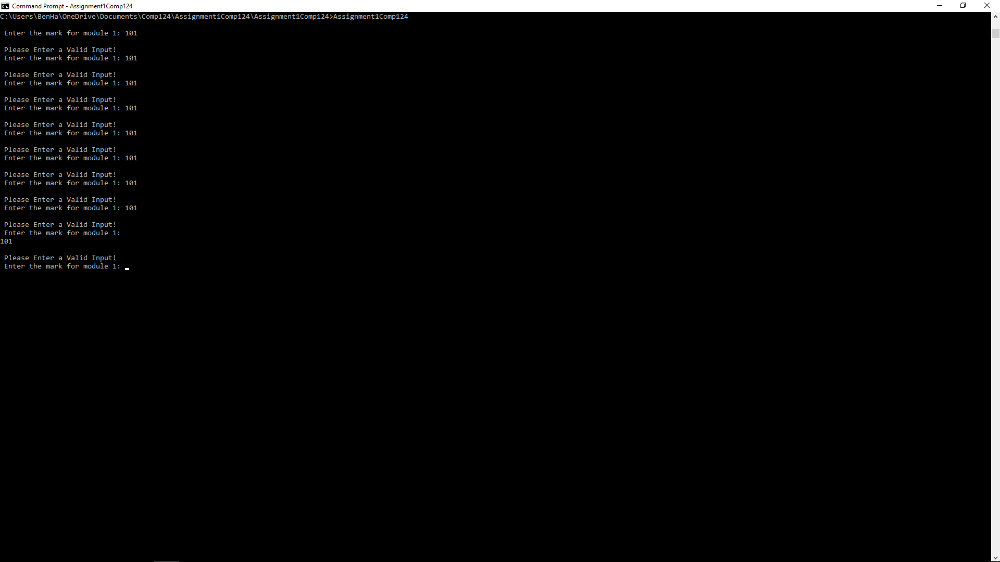 Command Prompt - Assignment1Comp124
C:\Users\BenHa\OneDrive\Documents\Comp124\Assignment1Comp124\Assignment1Comp124>Assignment1Comp124
Enter the mark for module 1: 101
Please Enter a Valid Input!
Enter the mark for module 1: 101
Please Enter a Valid Input!
Enter the mark for module 1: 101
Please Enter a Valid Input!
Enter the mark for module 1: 101
Please Enter a Valid Input!
Enter the mark for module 1: 101
Please Enter a Valid Input!
Enter the mark for module 1: 101
Please Enter a Valid Input!
Enter the mark for module 1: 101
Please Enter a Valid Input!
Enter the mark for module 1: 101
Please Enter a Valid Input!
Enter the mark for module 1:
101
Please Enter a Valid Input!
Enter the mark for module 1: